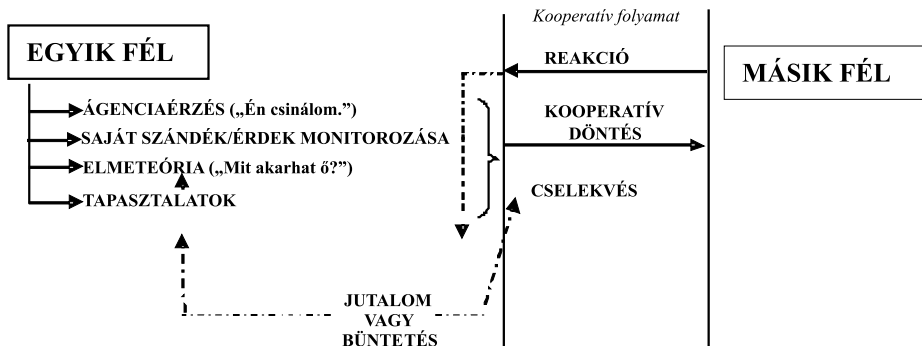 Kooperatív folyamat
EGYIK FÉL
REAKCIÓ
MÁSIK FÉL
ÁGENCIAÉRZÉS („Én csinálom.”)
SAJÁT SZÁNDÉK/ÉRDEK MONITOROZÁSA
ELMETEÓRIA („Mit akarhat ő?”)
TAPASZTALATOK
KOOPERATÍV
DÖNTÉS
CSELEKVÉS
JUTALOM
VAGY
BÜNTETÉS